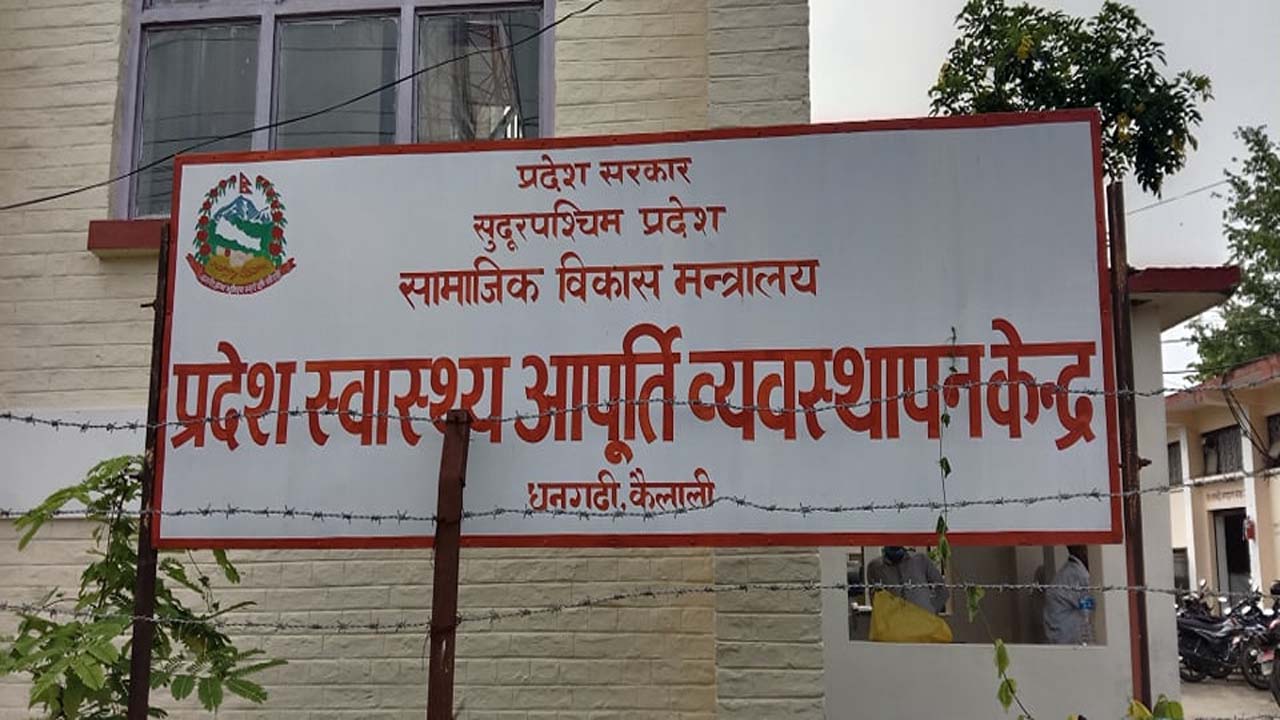 प्रदेश सरकार
सुदूरपश्चिम प्रदेश
सामाजिक विकास मन्त्रालय
प्रदेश स्वास्थ्य आपूर्ति व्यवस्थापन केन्द्र
धनगढी, कैलाली